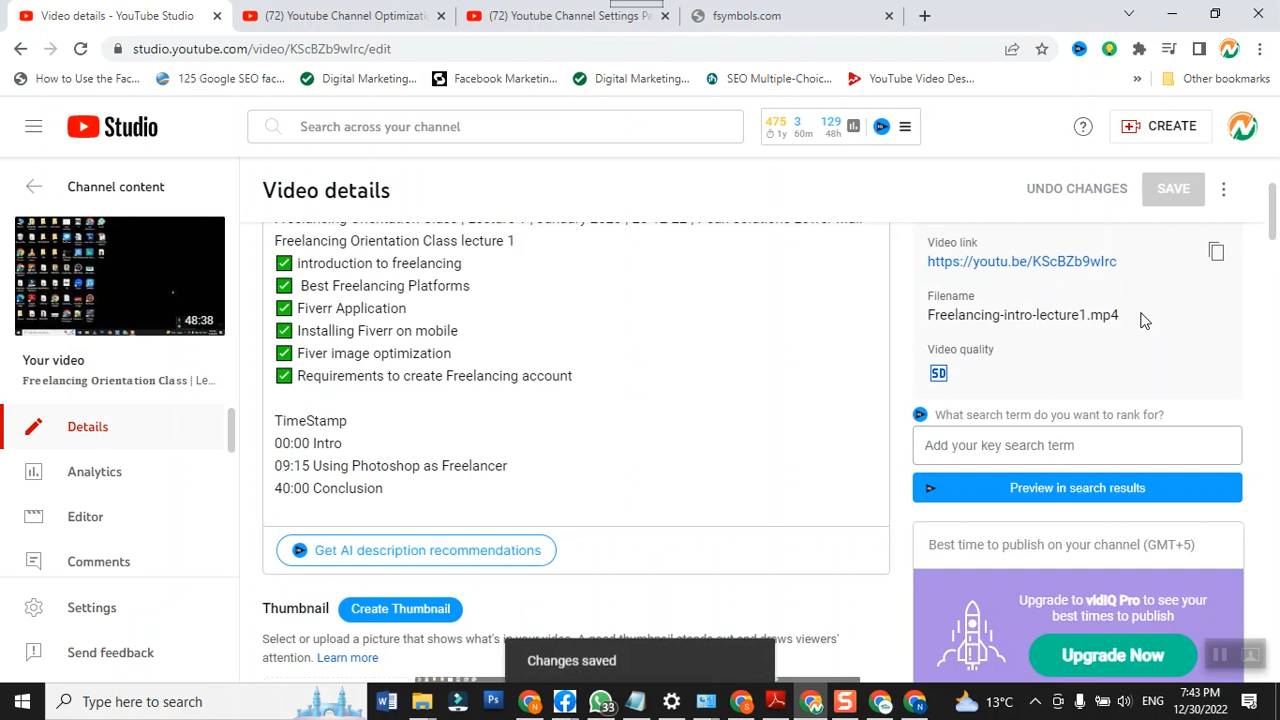 Video details - YouTube Studio
(72) Youtube Channel Optimizati
(72) Youtube Channel Settings Pa
fsymbols.com
studio.youtube.com/video/KScBZb9wIrc/edit
How to Use the Fac...
125 Google SEO fac...
Digital Marketing...
Facebook Marketin...
Digital Marketing...
SEO Multiple-Choic...
YouTube Video Des...
Other bookmarks
Studio
Search across your channel
475 3 129
1y 60m 48h
CREATE
Channel content
Video details
UNDO CHANGES
SAVE
48:38
Your video
Freelancing Orientation Class | Le...
Details
Analytics
Editor
Comments
Settings
Send feedback
Freelancing Orientation Class lecture 1
✅ introduction to freelancing
✅ Best Freelancing Platforms
✅ Fiverr Application
✅ Installing Fiverr on mobile
✅ Fiver image optimization
✅ Requirements to create Freelancing account
TimeStamp
00:00 Intro
09:15 Using Photoshop as Freelancer
40:00 Conclusion
Get AI description recommendations
Thumbnail
Create Thumbnail
Select or upload a picture that shows what's in your video. A good thumbnail stands out and draws viewers'
attention. Learn more
Changes saved
Video link
https://youtu.be/KScBZb9wIrc
Filename
Freelancing-intro-lecture1.mp4
Video quality
SD
What search term do you want to rank for?
Add your key search term
Preview in search results
Best time to publish on your channel (GMT+5)
Upgrade to vidIQ Pro to see your
best times to publish
Upgrade Now
Type here to search
33
13°C
ENG
7:43 PM
12/30/2022